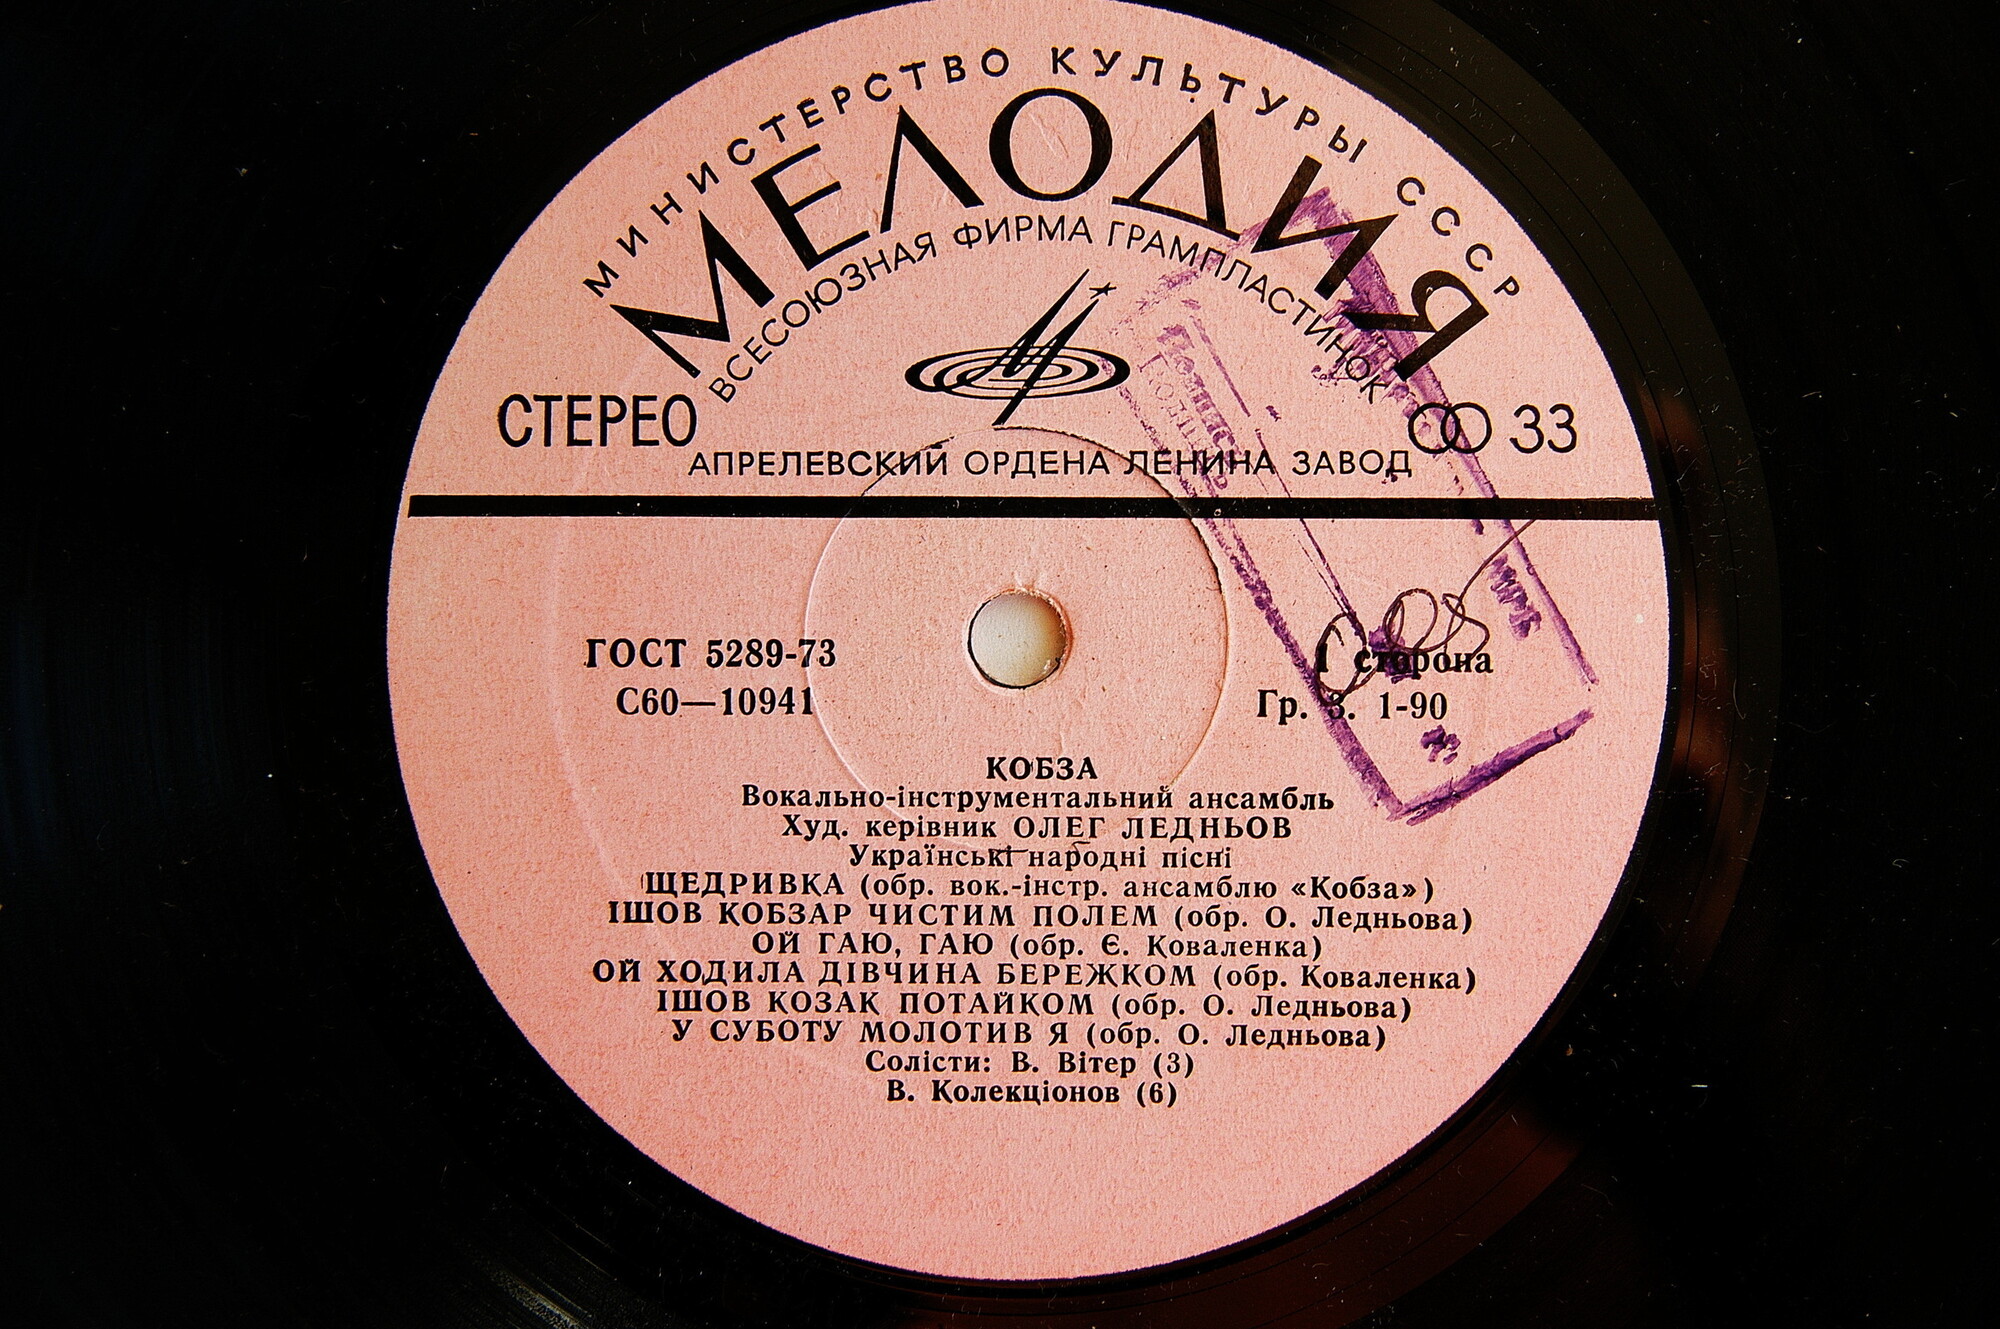 МИНИСТЕРСТВО КУЛЬТУРЫ СССР
МЕЛОДИЯ
ВСЕСОЮЗНАЯ ФИРМА ГРАМПЛАСТИНОК
СТЕРЕО 33
АПРЕЛЕВСКИЙ ОРДЕНА ЛЕНИНА ЗАВОД
ГОСТ 5289-73 1 сторона
С60—10941 Гр. 3. 1-90
КОБЗА
Вокально-інструментальний ансамбль
Худ. керівник ОЛЕГ ЛЕДНЬОВ
Українські народні пісні
ЩЕДРИВКА (обр. вок.-інстр. ансамблю «Кобза»)
ІШОВ КОБЗАР ЧИСТИМ ПОЛЕМ (обр. О. Ледньова)
ОЙ ГАЮ, ГАЮ (обр. Є. Коваленка)
ОЙ ХОДИЛА ДІВЧИНА БЕРЕЖКОМ (обр. Коваленка)
ІШОВ КОЗАК ПОТАЙКОМ (обр. О. Ледньова)
У СУБОТУ МОЛОТИВ Я (обр. О. Ледньова)
Солісти: В. Вітер (3)
В. Колекціонов (6)